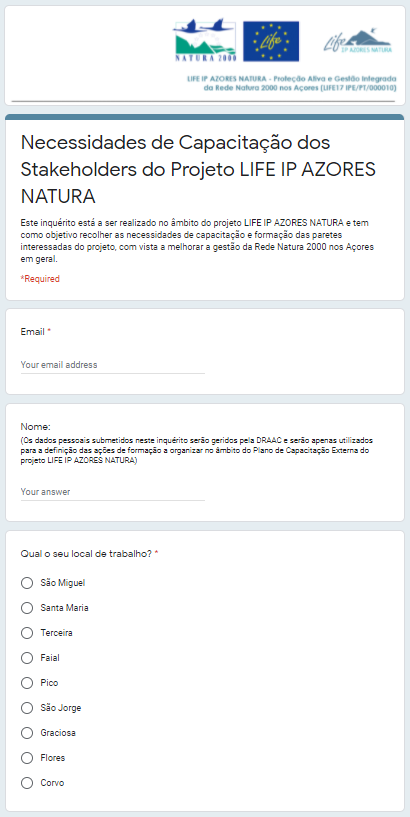 NATURA 2000
Life
Life
IP AZORES NATURA
LIFE IP AZORES NATURA - Proteção Ativa e Gestão Integrada
da Rede Natura 2000 nos Açores (LIFE17 IPE/PT/000010)
Necessidades de Capacitação dos
Stakeholders do Projeto LIFE IP AZORES
NATURA
Este inquérito está a ser realizado no âmbito do projeto LIFE IP AZORES NATURA e tem
como objetivo recolher as necessidades de capacitação e formação das paretes
interessadas do projeto, com vista a melhorar a gestão da Rede Natura 2000 nos Açores
em geral.
*Required
Email *
Your email address
Nome:
(Os dados pessoais submetidos neste inquérito serão geridos pela DRAAC e serão apenas utilizados
para a definição das ações de formação a organizar no âmbito do Plano de Capacitação Externa do
projeto LIFE IP AZORES NATURA)
Your answer
Qual o seu local de trabalho? *
São Miguel
Santa Maria
Terceira
Faial
Pico
São Jorge
Graciosa
Flores
Corvo